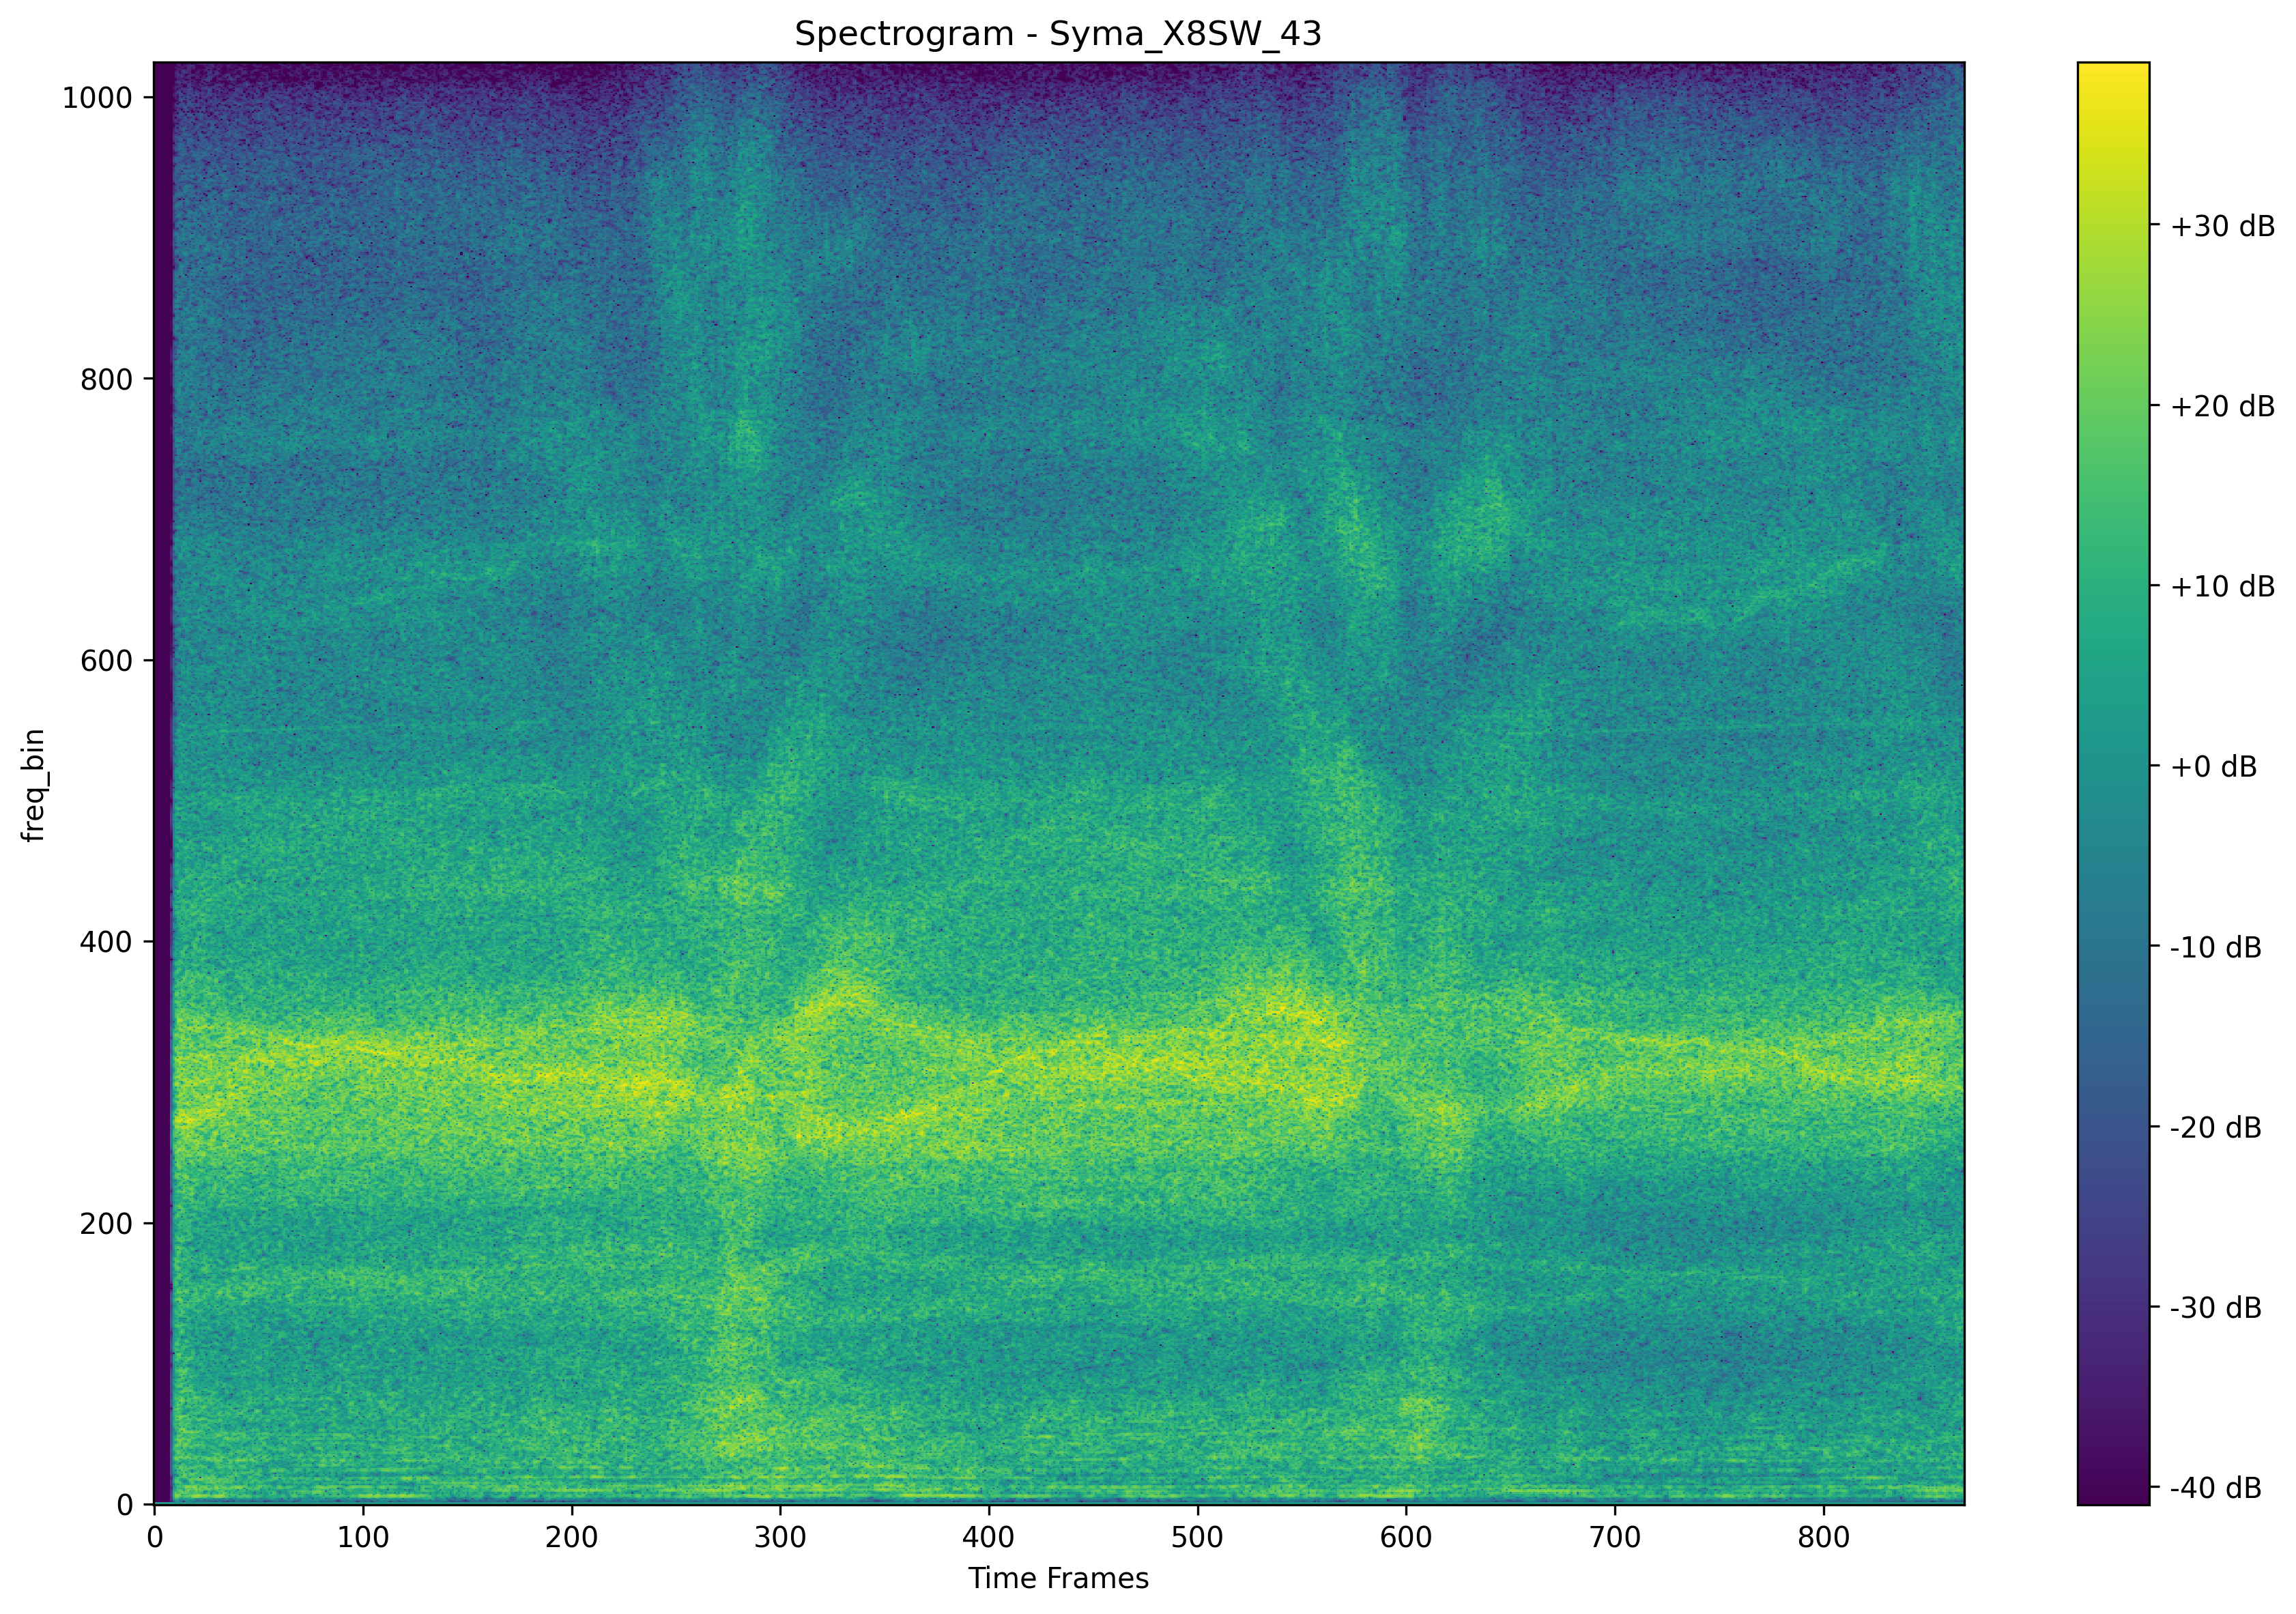 Spectrogram - Syma_X8SW_43
freq_bin
1000
800
600
400
200
0
0 100 200 300 400 500 600 700 800
Time Frames
+30 dB
+20 dB
+10 dB
+0 dB
-10 dB
-20 dB
-30 dB
-40 dB